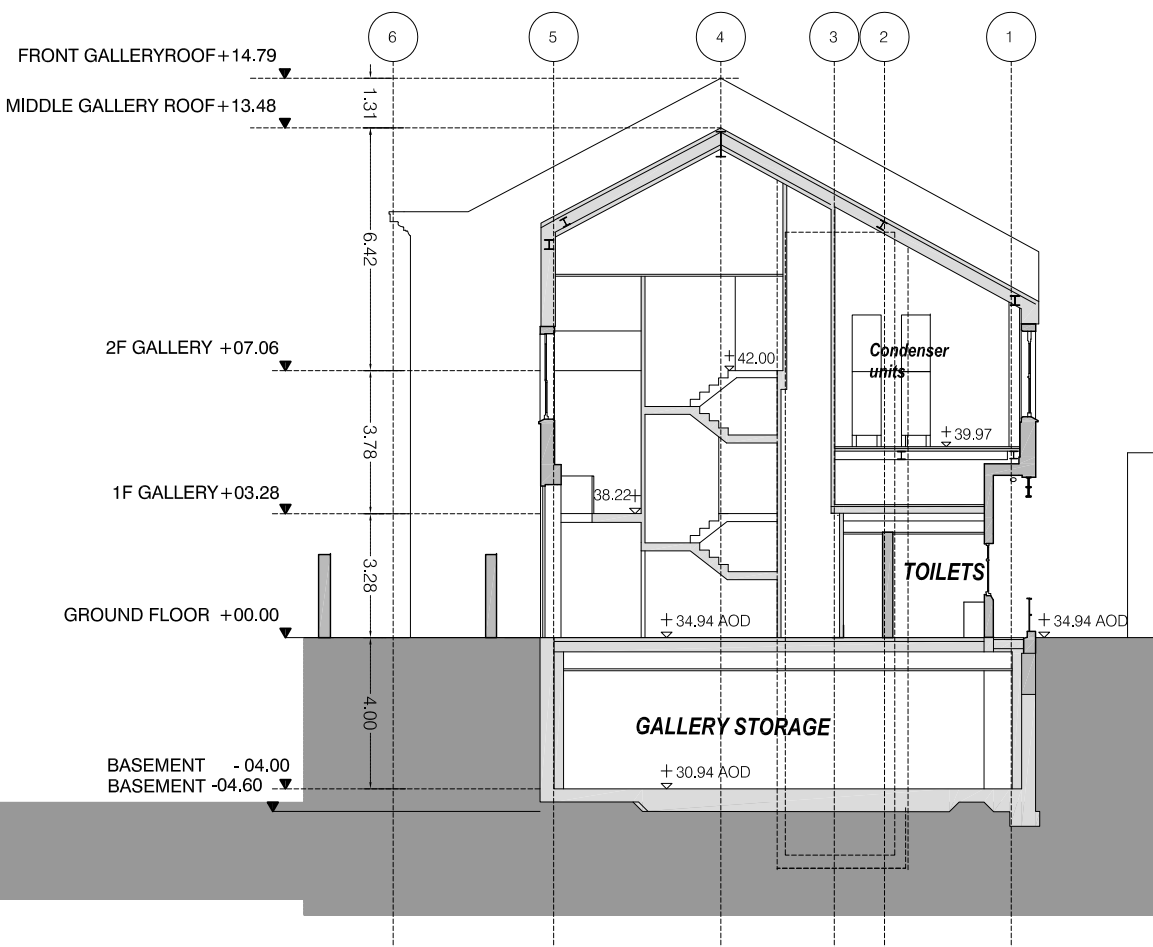 6 5 4 3 2 1
FRONT GALLERYROOF+14.79
1.31
MIDDLE GALLERY ROOF+13.48
6.42
2F GALLERY +07.06
+42.00
Condenser
units
3.78
+39.97
1F GALLERY+03.28
38.22+
3.28
TOILETS
GROUND FLOOR +00.00
+34.94 AOD
+34.94 AOD
4.00
GALLERY STORAGE
BASEMENT - 04.00
+30.94 AOD
BASEMENT -04.60